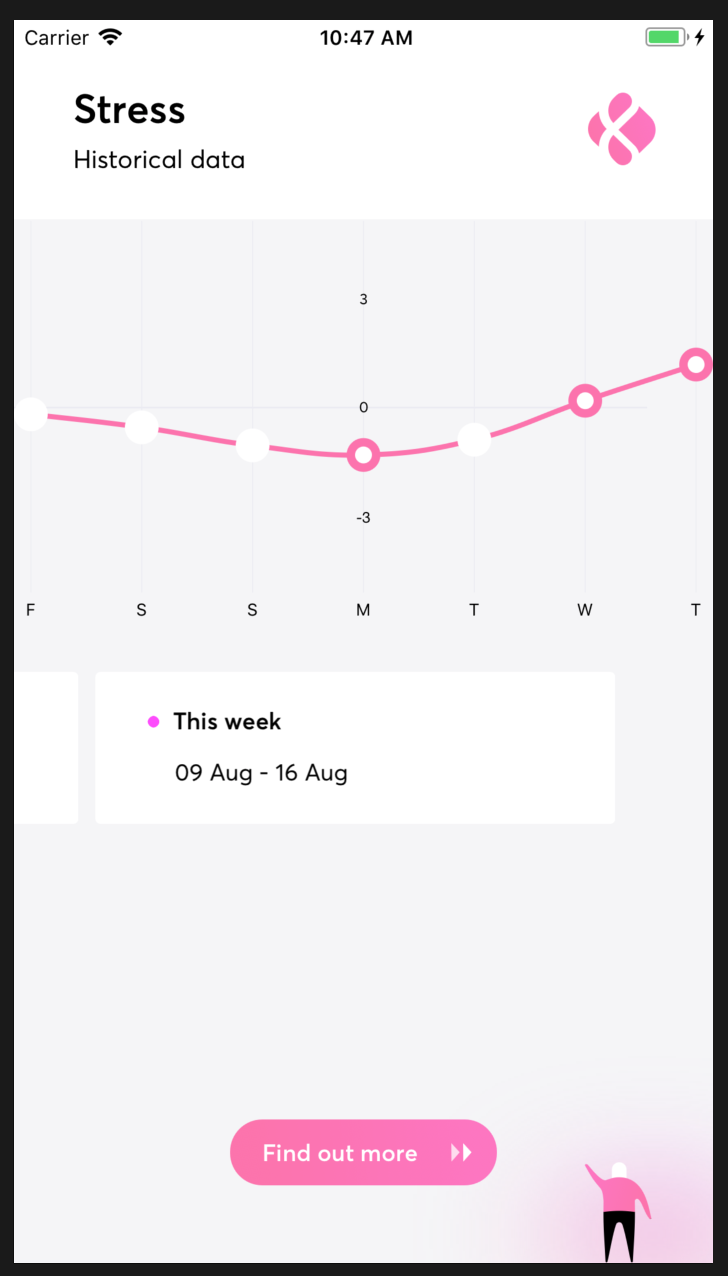 Carrier 10:47 AM
Stress
Historical data
3
0
-3
F S S M T W T
This week
09 Aug - 16 Aug
Find out more